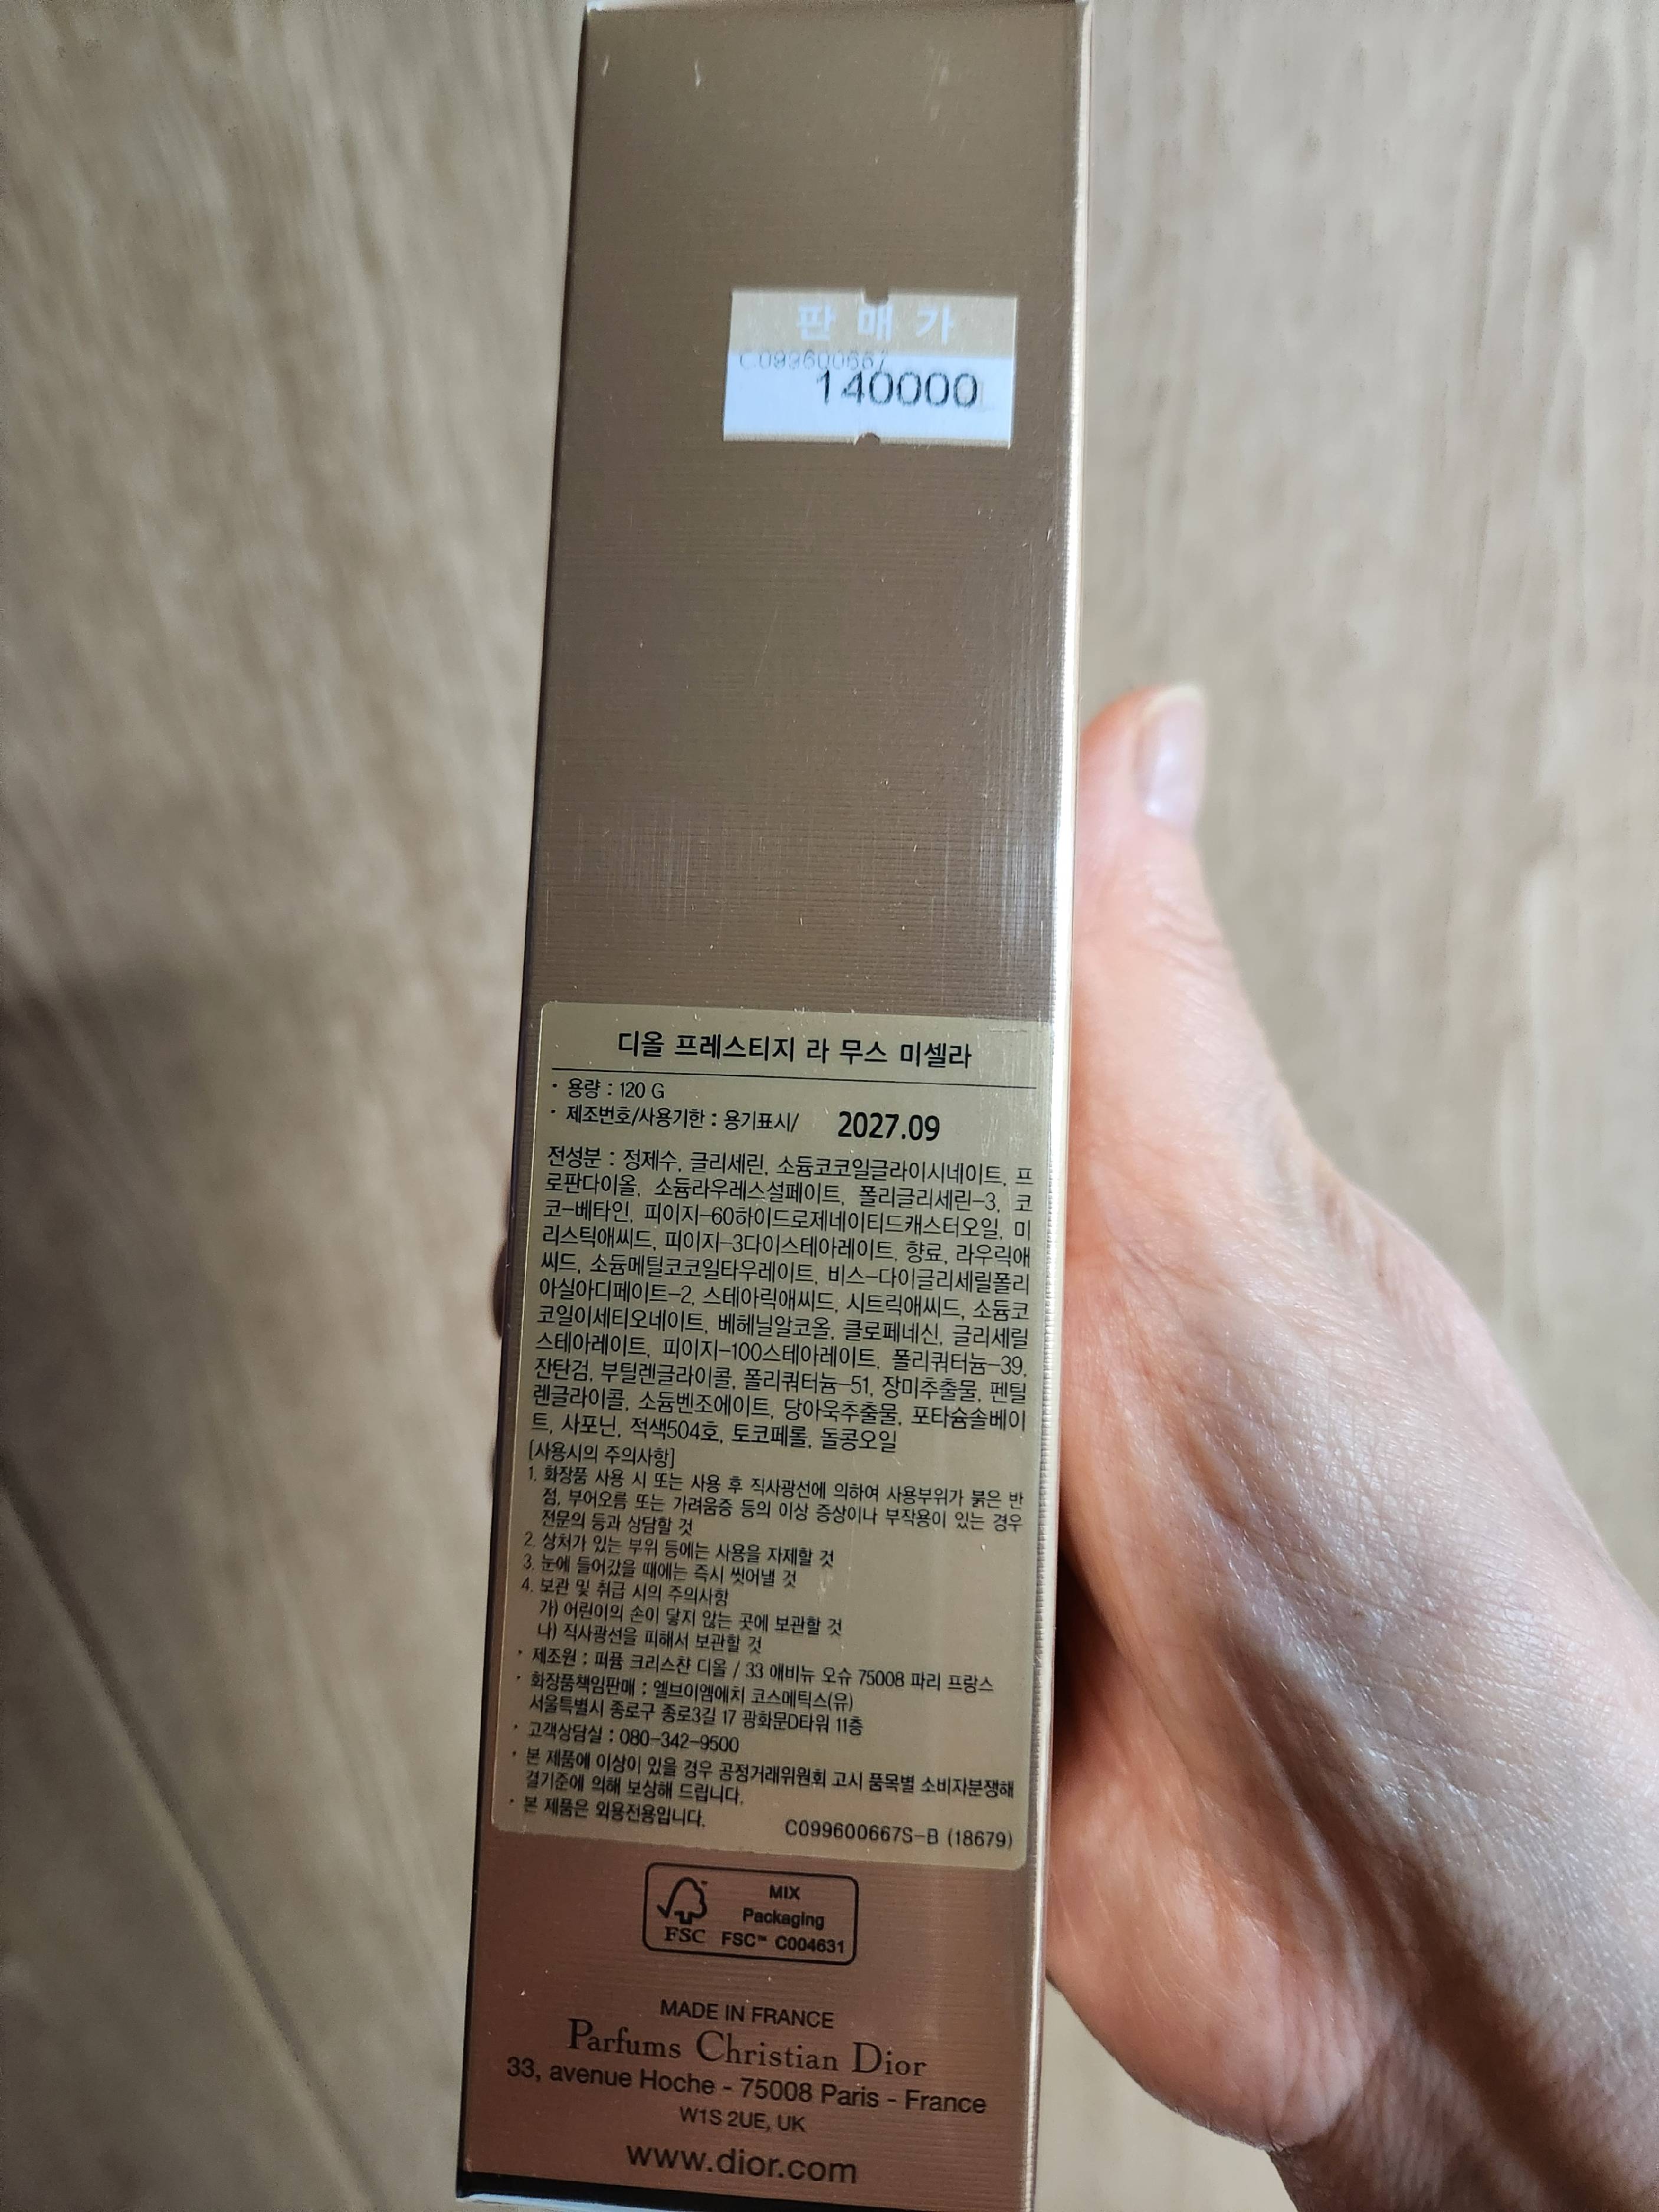 판 매 가
C099600667
140000
디올 프레스티지 라 무스 미셀라
· 용량 : 120 G
· 제조번호/사용기한 : 용기표시/ 2027.09
전성분 : 정제수, 글리세린, 소듐코코일글라이시네이트, 프
로판다이올, 소듐라우레스설페이트, 폴리글리세린-3, 코
코-베타인, 피이지-60하이드로제네이티드캐스터오일, 미
리스틱애씨드, 피이지-3다이스테아레이트, 향료, 라우릭애
씨드, 소듐메틸코코일타우레이트, 비스-다이글리세릴폴리
아실아디페이트-2, 스테아릭애씨드, 시트릭애씨드, 소듐코
코일이세티오네이트, 베헤닐알코올, 클로페네신, 글리세릴
스테아레이트, 피이지-100스테아레이트, 폴리쿼터늄-39,
잔탄검, 부틸렌글라이콜, 폴리쿼터늄-51, 장미추출물, 펜틸
렌글라이콜, 소듐벤조에이트, 당아욱추출물, 포타슘솔베이
트, 사포닌, 적색504호, 토코페롤, 돌콩오일
[사용시의 주의사항]
1. 화장품 사용 시 또는 사용 후 직사광선에 의하여 사용부위가 붉은 반
점, 부어오름 또는 가려움증 등의 이상 증상이나 부작용이 있는 경우
전문의 등과 상담할 것
2. 상처가 있는 부위 등에는 사용을 자제할 것
3. 눈에 들어갔을 때에는 즉시 씻어낼 것
4. 보관 및 취급 시의 주의사항
가) 어린이의 손이 닿지 않는 곳에 보관할 것
나) 직사광선을 피해서 보관할 것
· 제조원 : 퍼퓸 크리스챤 디올 / 33 애비뉴 오슈 75008 파리 프랑스
· 화장품책임판매 : 엘브이엠에치 코스메틱스(유)
서울특별시 종로구 종로3길 17 광화문D타워 11층
· 고객상담실 : 080-342-9500
· 본 제품에 이상이 있을 경우 공정거래위원회 고시 품목별 소비자분쟁해
결기준에 의해 보상해 드립니다.
· 본 제품은 외용전용입니다.
C099600667S-B (18679)
MIX
Packaging
FSC FSC™ C004631
MADE IN FRANCE
Parfums Christian Dior
33, avenue Hoche - 75008 Paris - France
W1S 2UE, UK
www.dior.com